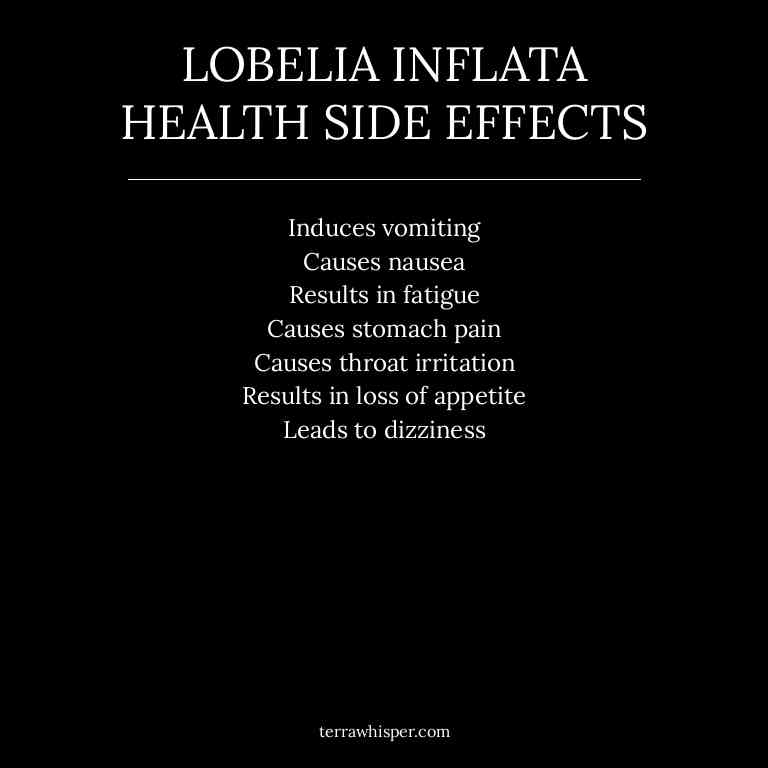 LOBELIA INFLATA
HEALTH SIDE EFFECTS
Induces vomiting
Causes nausea
Results in fatigue
Causes stomach pain
Causes throat irritation
Results in loss of appetite
Leads to dizziness
terrawhisper.com